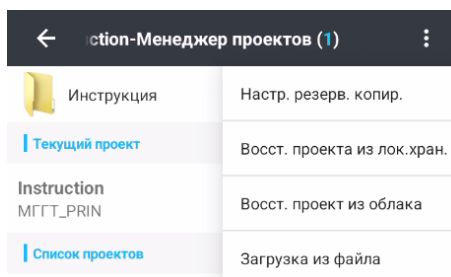 ction-Менеджер проектов (1)
Инструкция
Настр. резерв. копир.
Текущий проект
Восст. проекта из лок.хран.
Instruction
МГГТ_PRIN
Восст. проект из облака
Список проектов
Загрузка из файла